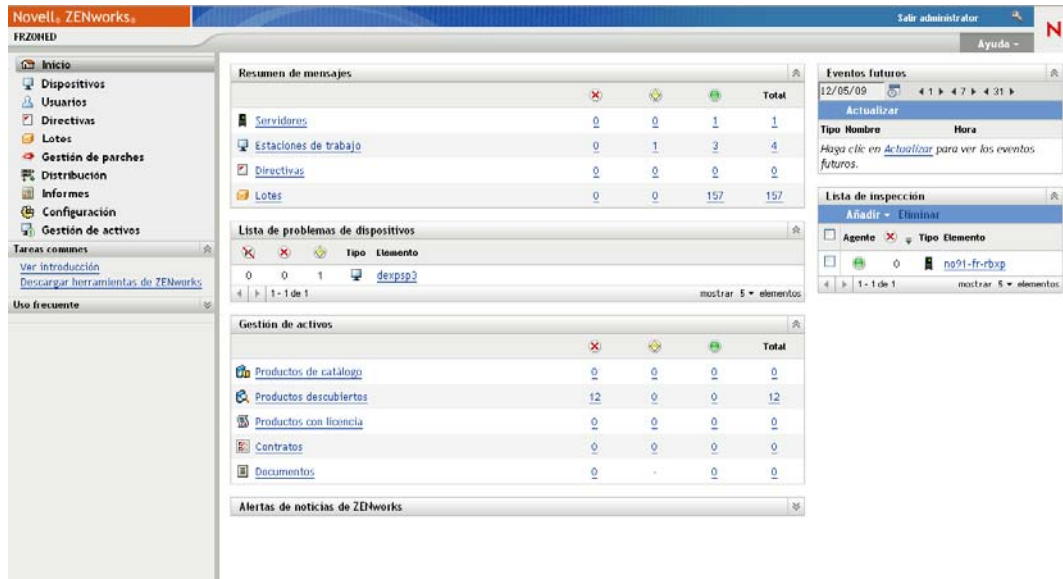 Novell® ZENworks®
Salir administrator
N
FRZONED
Ayuda
Inicio
Dispositivos
Usuarios
Directivas
Lotes
Gestión de parches
Distribución
Informes
Configuración
Gestión de activos
Tareas comunes
Ver introducción
Descargar herramientas de ZENworks
Uso frecuente
Resumen de mensajes
Total
Servidores 0 0 1 1
Estaciones de trabajo 0 1 3 4
Directivas 0 0 0 0
Lotes 0 0 157 157
Lista de problemas de dispositivos
Tipo Elemento
0 0 1 dexpsp3
1 - 1 de 1 mostrar 5 elementos
Gestión de activos
Total
Productos de catálogo 0 0 0 0
Productos descubiertos 12 0 0 12
Productos con licencia 0 0 0 0
Contratos 0 0 0 0
Documentos 0 - 0 0
Alertas de noticias de ZENworks
Eventos futuros
12/05/09 1 7 31
Actualizar
Tipo Nombre Hora
Haga clic en Actualizar para ver los eventos
futuros.
Lista de inspección
Añadir Eliminar
Agente Tipo Elemento
0 no91-fr-rbxp
1 - 1 de 1 mostrar 5 elementos